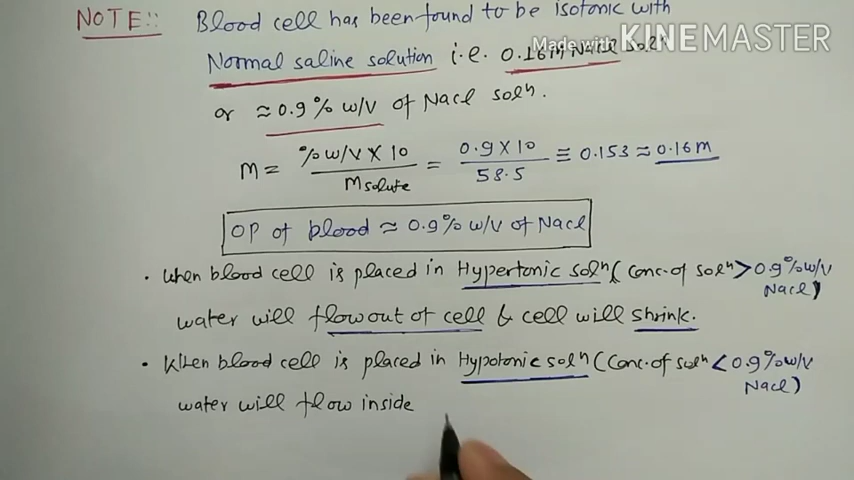 NOTE!! Blood cell has been found to be isotonic with
Made with KINEMASTER
Normal saline solution i.e. 0.16M NaCl solⁿ
or ≈ 0.9% w/v of NaCl solⁿ.
M = %w/v × 10 / Msolute = 0.9 × 10 / 58.5 ≡ 0.153 ≈ 0.16M
OP of blood ≈ 0.9% w/v of NaCl
· When blood cell is placed in Hypertonic solⁿ (conc. of solⁿ > 0.9% w/v NaCl)
water will flow out of cell & cell will shrink.
· When blood cell is placed in Hypotonic solⁿ (conc. of solⁿ < 0.9% w/v NaCl)
water will flow inside